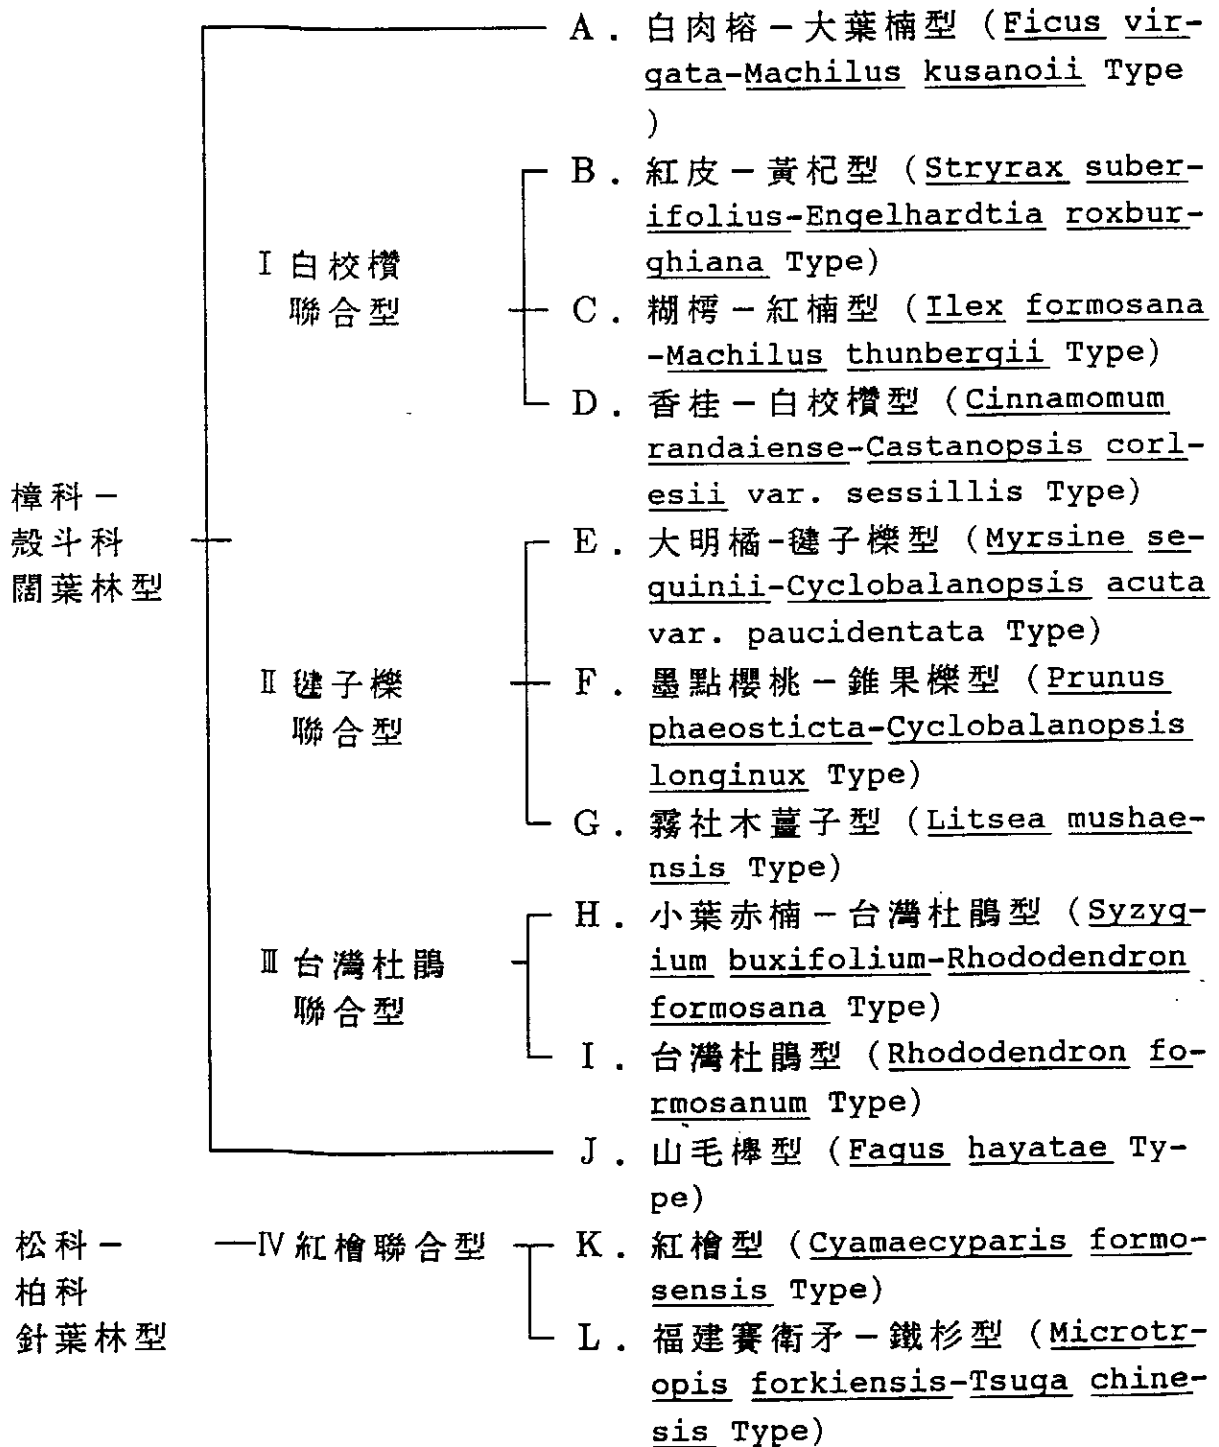 A．白肉榕－大葉楠型（Ficus vir-
gata-Machilus kusanoii Type
）
B．紅皮－黃杞型（Stryrax suber-
ifolius-Engelhardtia roxbur-
ghiana Type)
I 白校欑
聯合型
C．糊樗－紅楠型（Ilex formosana
-Machilus thunbergii Type)
D．香桂－白校欑型（Cinnamomum
randaiense-Castanopsis corl-
esii var. sessillis Type)
樟科－
殼斗科
闊葉林型
E．大明橘-毽子櫟型（Myrsine se-
quinii-Cyclobalanopsis acuta
var. paucidentata Type)
II 毽子櫟
聯合型
F．墨點櫻桃－錐果櫟型（Prunus
phaeosticta-Cyclobalanopsis
longinux Type)
G．霧社木薑子型（Litsea mushae-
nsis Type)
III 台灣杜鵑
聯合型
H．小葉赤楠－台灣杜鵑型（Syzyg-
ium buxifolium-Rhododendron
formosana Type)
I．台灣杜鵑型（Rhododendron fo-
rmosanum Type)
J．山毛櫸型（Fagus hayatae Ty-
pe)
松科－
柏科
針葉林型
IV 紅檜聯合型
K．紅檜型（Cyamaecyparis formo-
sensis Type)
L．福建賽衛矛－鐵杉型（Microtr-
opis forkiensis-Tsuga chine-
sis Type)